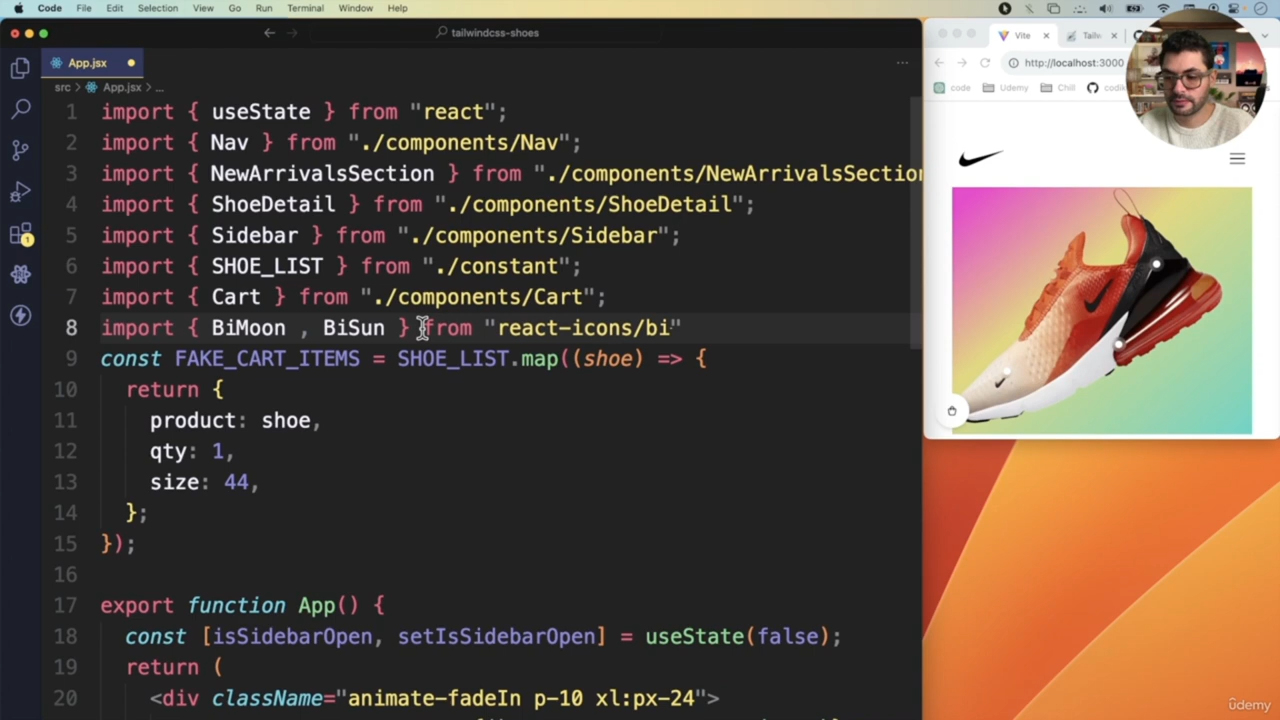 Code File Edit Selection View Go Run Terminal Window Help
tailwindcss-shoes
App.jsx
src > App.jsx > ...
1 import { useState } from "react";
2 import { Nav } from "./components/Nav";
3 import { NewArrivalsSection } from "./components/NewArrivalsSection
4 import { ShoeDetail } from "./components/ShoeDetail";
5 import { Sidebar } from "./components/Sidebar";
6 import { SHOE_LIST } from "./constant";
7 import { Cart } from "./components/Cart";
8 import { BiMoon , BiSun } from "react-icons/bi"
9 const FAKE_CART_ITEMS = SHOE_LIST.map((shoe) => {
10 return {
11 product: shoe,
12 qty: 1,
13 size: 44,
14 };
15 });
16
17 export function App() {
18 const [isSidebarOpen, setIsSidebarOpen] = useState(false);
19 return (
20 <div className="animate-fadeIn p-10 xl:px-24">
1
Vite
Tailw
http://localhost:3000
code Udemy Chill
ûdemy